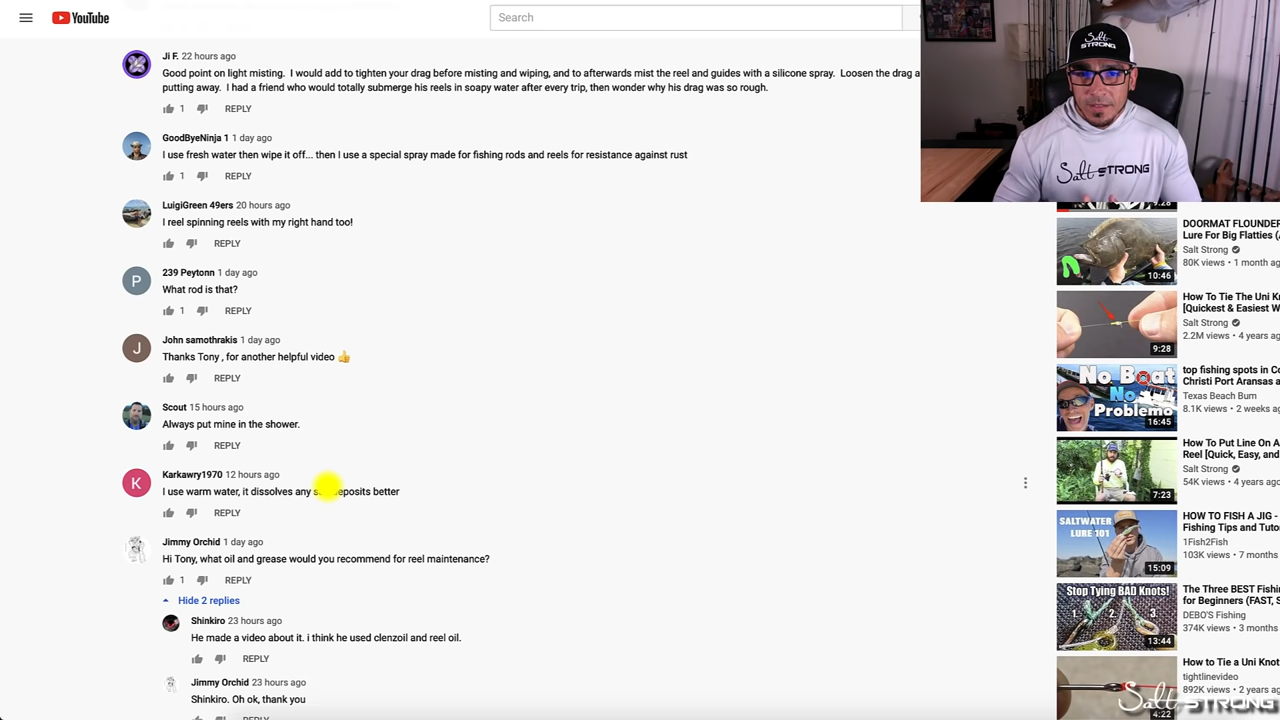 YouTube
Search
Ji F. 22 hours ago
Good point on light misting. I would add to tighten your drag before misting and wiping, and to afterwards mist the reel and guides with a silicone spray. Loosen the drag a
putting away. I had a friend who would totally submerge his reels in soapy water after every trip, then wonder why his drag was so rough.
1 REPLY
GoodByeNinja 1 1 day ago
I use fresh water then wipe it off... then I use a special spray made for fishing rods and reels for resistance against rust
1 REPLY
LuigiGreen 49ers 20 hours ago
I reel spinning reels with my right hand too!
REPLY
P
239 Peytonn 1 day ago
What rod is that?
1 REPLY
J
John samothrakis 1 day ago
Thanks Tony , for another helpful video 👍
REPLY
Scout 15 hours ago
Always put mine in the shower.
REPLY
K
Karkawry1970 12 hours ago
I use warm water, it dissolves any deposits better
REPLY
Jimmy Orchid 1 day ago
Hi Tony, what oil and grease would you recommend for reel maintenance?
1 REPLY
Hide 2 replies
Shinkiro 23 hours ago
He made a video about it. i think he used clenzoil and reel oil.
REPLY
Jimmy Orchid 23 hours ago
Shinkiro. Oh ok, thank you
REPLY
Salt STRONG
Salt STRONG
9:28
DOORMAT FLOUNDER
Lure For Big Flatties (
Salt Strong
80K views • 1 month ag
10:46
How To Tie The Uni K
[Quickest & Easiest W
Salt Strong
2.2M views • 4 years ag
9:28
No Boat
No
Problemo
16:45
top fishing spots in Co
Christi Port Aransas a
Texas Beach Bum
8.1K views • 2 weeks ag
How To Put Line On A
Reel [Quick, Easy, and
Salt Strong
54K views • 4 years ag
7:23
SALTWATER
LURE 101
15:09
HOW TO FISH A JIG -
Fishing Tips and Tuto
1Fish2Fish
103K views • 7 months
Stop Tying BAD Knots!
1. 2. 3.
13:44
The Three BEST Fishi
for Beginners (FAST, S
DEBO'S Fishing
374K views • 3 months
How to Tie a Uni Knot
tightlinevideo
892K views • 2 years ag
4:22
Salt STRONG